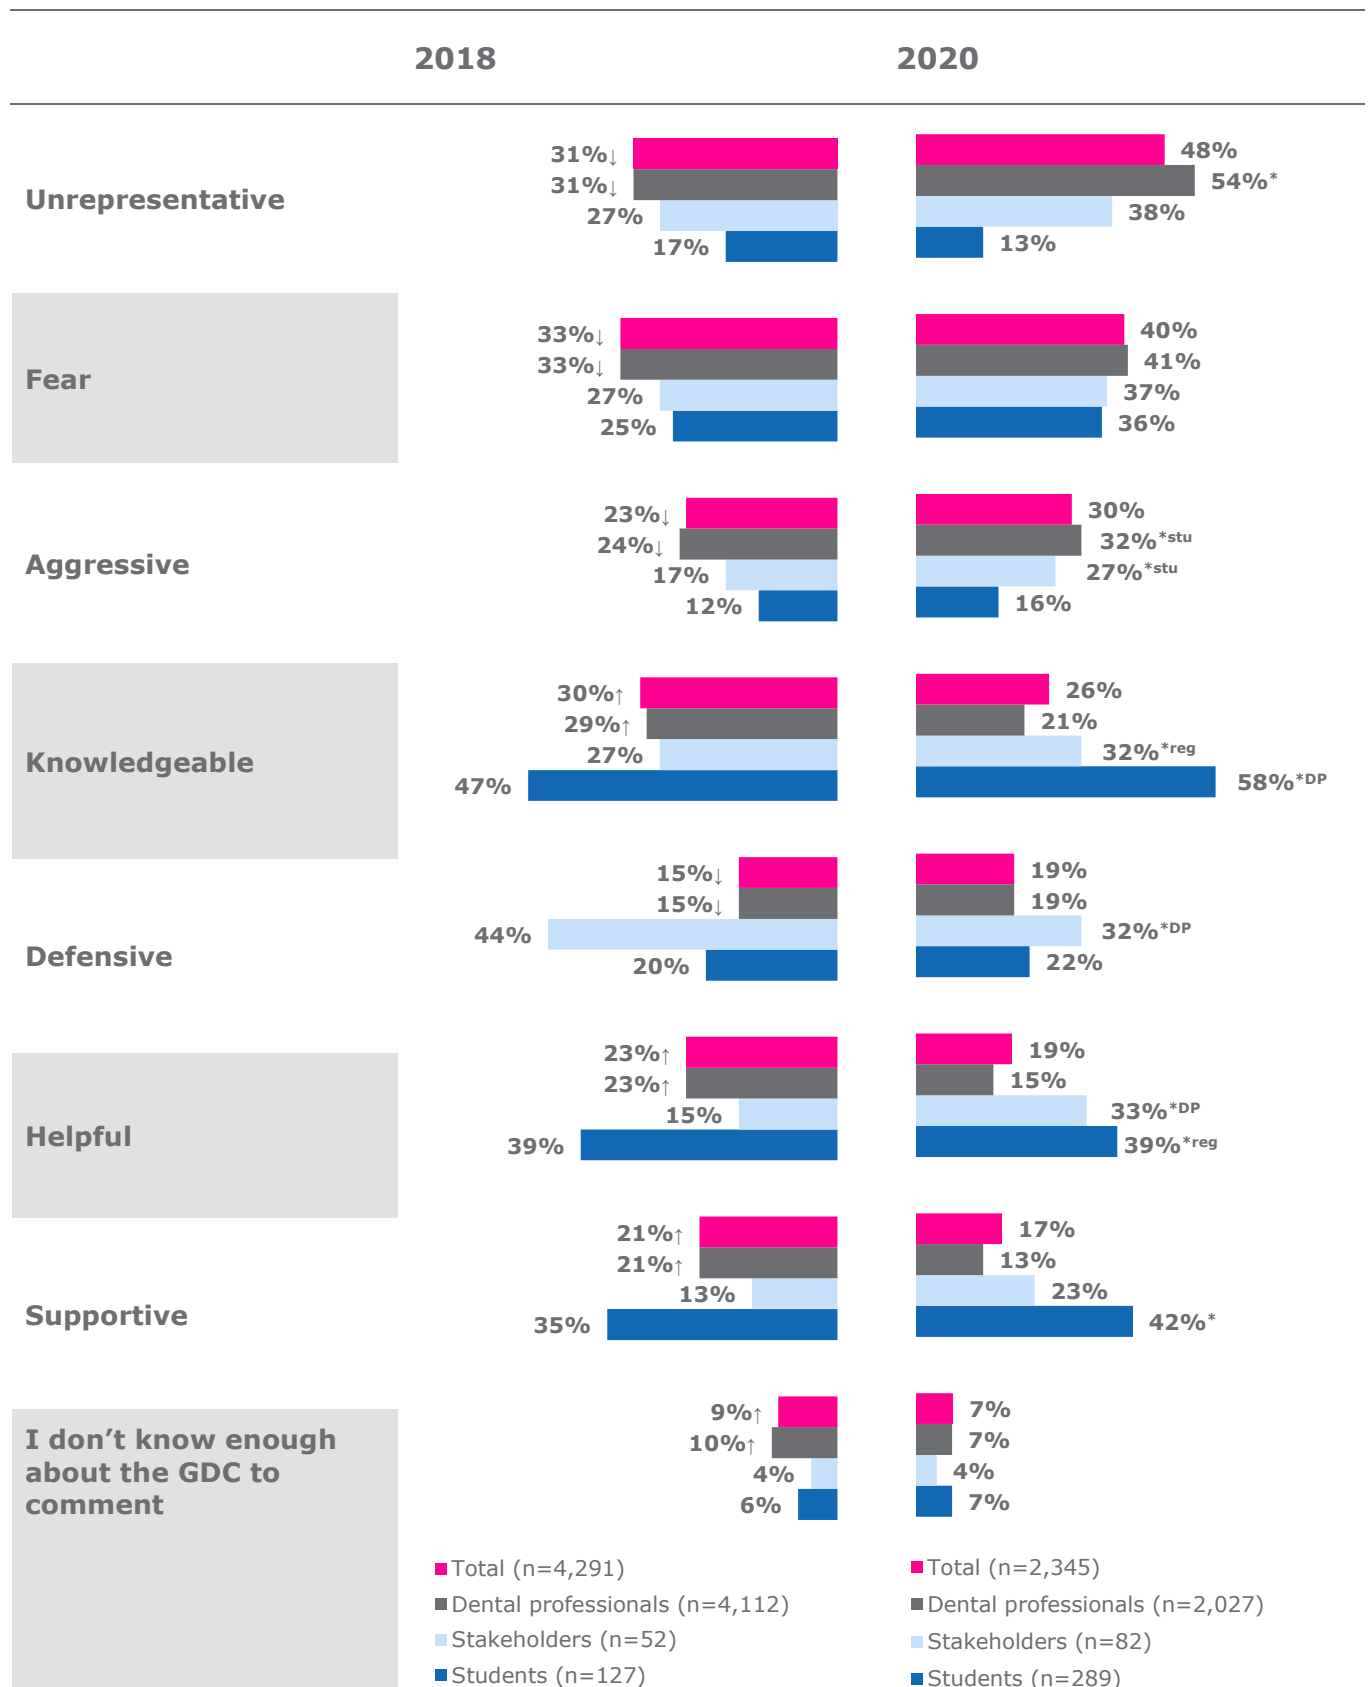 2018 2020
Unrepresentative
31%↓
31%↓
27%
17%
48%
54%*
38%
13%
Fear
33%↓
33%↓
27%
25%
40%
41%
37%
36%
Aggressive
23%↓
24%↓
17%
12%
30%
32%*stu
27%*stu
16%
Knowledgeable
30%↑
29%↑
27%
47%
26%
21%
32%*reg
58%*DP
Defensive
15%↓
15%↓
44%
20%
19%
19%
32%*DP
22%
Helpful
23%↑
23%↑
15%
39%
19%
15%
33%*DP
39%*reg
Supportive
21%↑
21%↑
13%
35%
17%
13%
23%
42%*
I don’t know enough
about the GDC to
comment
9%↑
10%↑
4%
6%
7%
7%
4%
7%
Total (n=4,291)
Dental professionals (n=4,112)
Stakeholders (n=52)
Students (n=127)
Total (n=2,345)
Dental professionals (n=2,027)
Stakeholders (n=82)
Students (n=289)